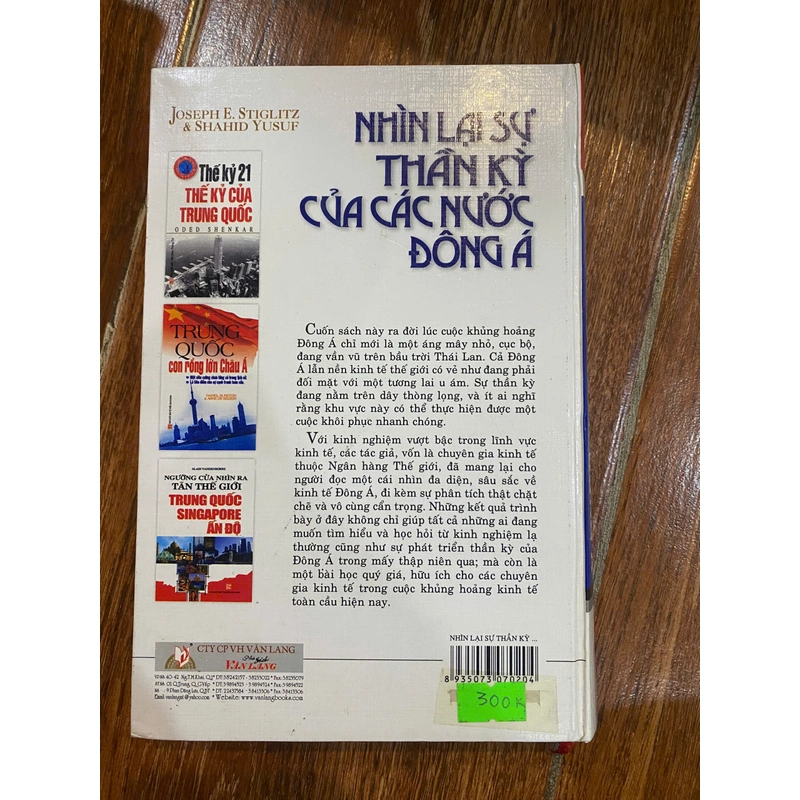 JOSEPH E. STIGLITZ
& SHAHID YUSUF
NHÌN LẠI SỰ
THẦN KỲ
CỦA CÁC NƯỚC
ĐÔNG Á
Thế kỷ 21
THẾ KỶ CỦA
TRUNG QUỐC
ODED SHENKAR
TRUNG
QUỐC
con rồng lớn Châu Á
NGƯỠNG CỬA NHÌN RA
TÂN THẾ GIỚI
TRUNG QUỐC
SINGAPORE
ẤN ĐỘ
Cuốn sách này ra đời lúc cuộc khủng hoảng
Đông Á chỉ mới là một áng mây nhỏ, cục bộ,
đang vần vũ trên bầu trời Thái Lan. Cả Đông
Á lẫn nền kinh tế thế giới có vẻ như đang phải
đối mặt với một tương lai u ám. Sự thần kỳ
đang nằm trên dây thòng lọng, và ít ai nghĩ
rằng khu vực này có thể thực hiện được một
cuộc khôi phục nhanh chóng.
Với kinh nghiệm vượt bậc trong lĩnh vực
kinh tế, các tác giả, vốn là chuyên gia kinh tế
thuộc Ngân hàng Thế giới, đã mang lại cho
người đọc một cái nhìn đa diện, sâu sắc về
kinh tế Đông Á, đi kèm sự phân tích thật chặt
chẽ và vô cùng cẩn trọng. Những kết quả trình
bày ở đây không chỉ giúp tất cả những ai đang
muốn tìm hiểu và học hỏi từ kinh nghiệm lạ
thường cũng như sự phát triển thần kỳ của
Đông Á trong mấy thập niên qua; mà còn là
một bài học quý giá, hữu ích cho các chuyên
gia kinh tế trong cuộc khủng hoảng kinh tế
toàn cầu hiện nay.
CTY CP VH VĂN LANG
Nhà sách
VĂN LANG
NHÌN LẠI SỰ THẦN KỲ ...
8 935073 070204
300K